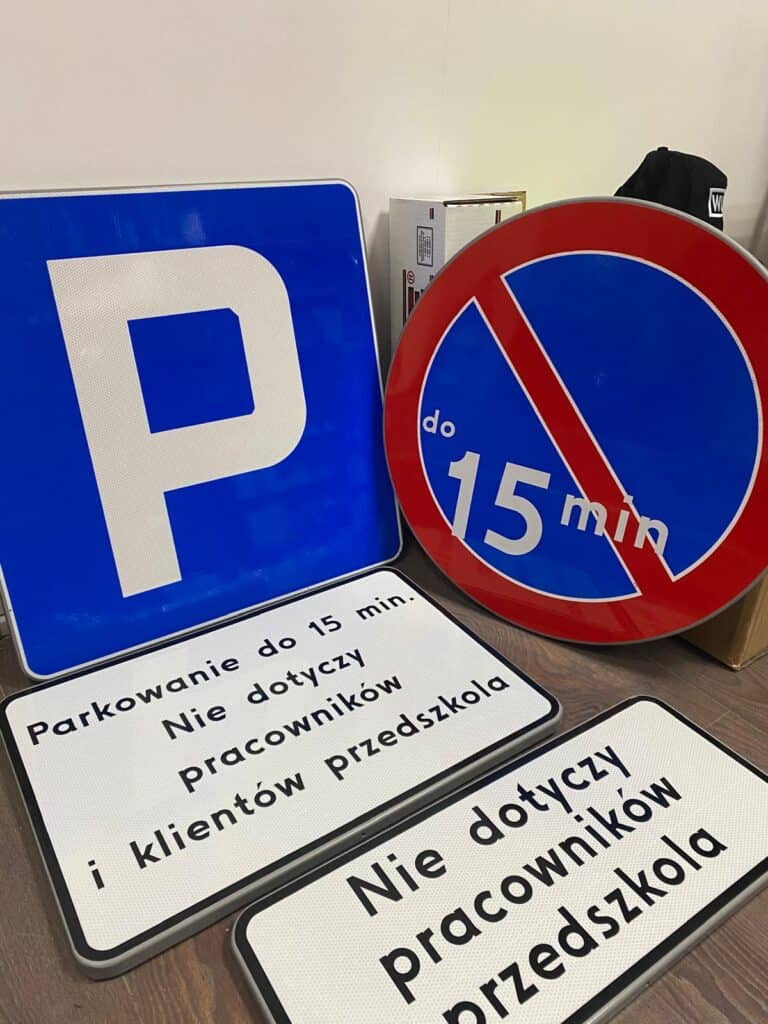 P
do
15 min
Parkowanie do 15 min.
Nie dotyczy
pracowników
i klientów przedszkola
Nie dotyczy
pracowników
przedszkola